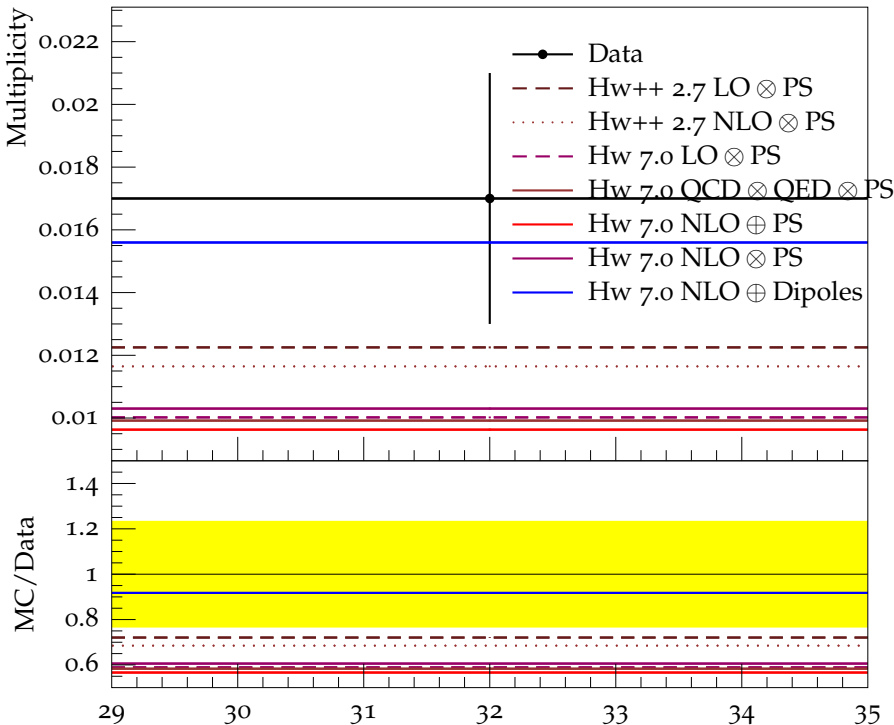 Multiplicity
0.022
0.02
0.018
0.016
0.014
0.012
0.01
Data
Hw++ 2.7 LO ⊗ PS
Hw++ 2.7 NLO ⊗ PS
Hw 7.0 LO ⊗ PS
Hw 7.0 QCD ⊗ QED ⊗ PS
Hw 7.0 NLO ⊕ PS
Hw 7.0 NLO ⊗ PS
Hw 7.0 NLO ⊕ Dipoles
MC/Data
1.4
1.2
1
0.8
0.6
29 30 31 32 33 34 35